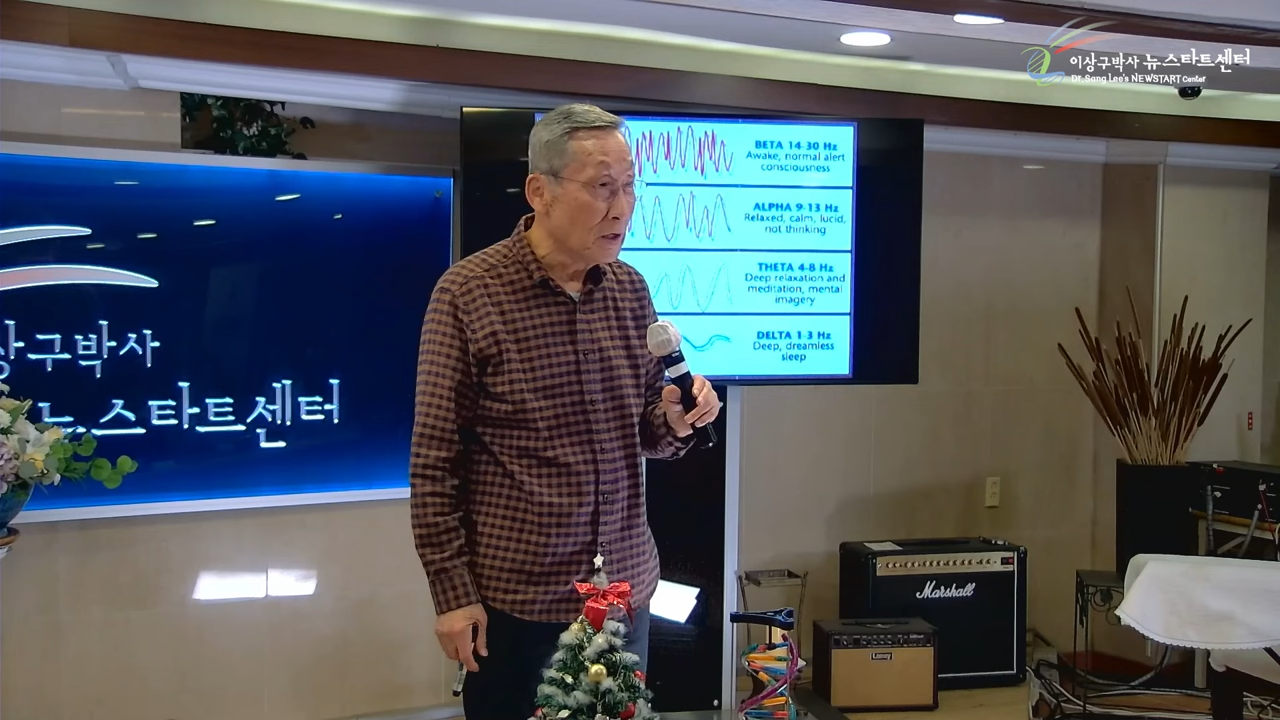 이상구박사 뉴스타트센터
Dr. Sang Lee's NEWSTART Center
BETA 14-30 Hz
Awake, normal alert
consciousness
ALPHA 9-13 Hz
Relaxed, calm, lucid,
not thinking
THETA 4-8 Hz
Deep relaxation and
meditation, mental
imagery
DELTA 1-3 Hz
Deep, dreamless
sleep
상구박사
뉴스타트센터
Marshall
Laney